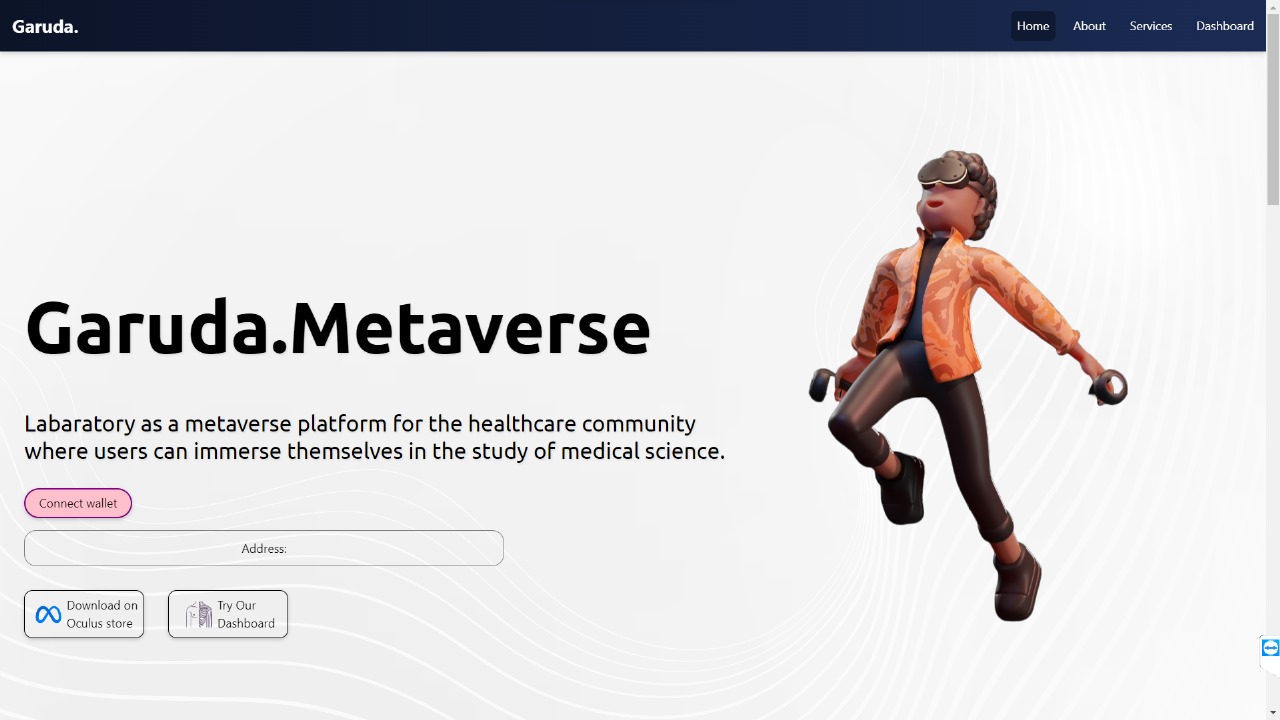 Garuda.
Home About Services Dashboard
Garuda.Metaverse
Labaratory as a metaverse platform for the healthcare community
where users can immerse themselves in the study of medical science.
Connect wallet
Address:
Download on
Oculus store
Try Our
Dashboard